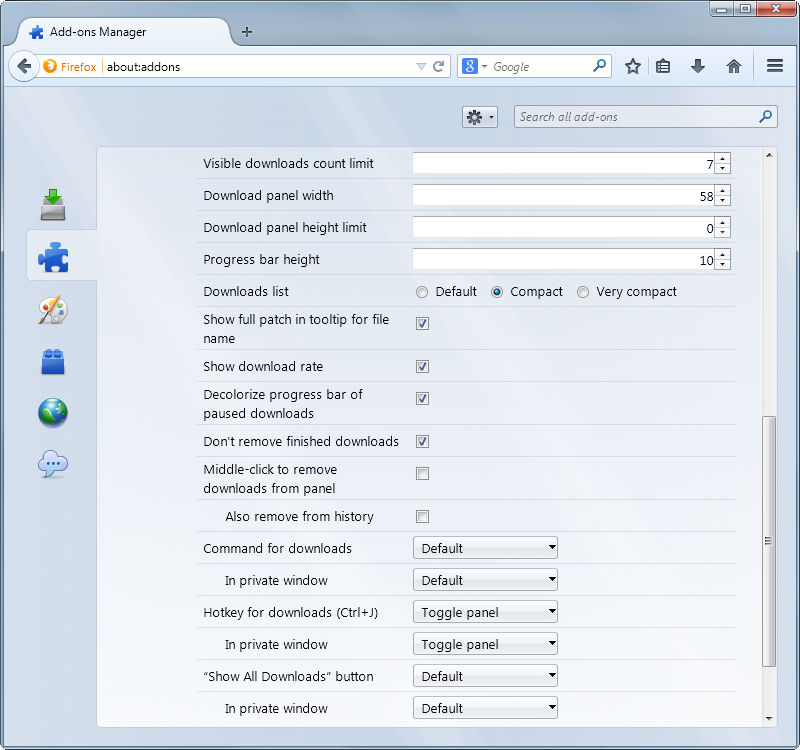 Add-ons Manager
Firefox
about:addons
Google
Search all add-ons
Visible downloads count limit 7
Download panel width 58
Download panel height limit 0
Progress bar height 10
Downloads list Default Compact Very compact
Show full patch in tooltip for file
name
Show download rate
Decolorize progress bar of
paused downloads
Don't remove finished downloads
Middle-click to remove
downloads from panel
Also remove from history
Command for downloads Default
In private window Default
Hotkey for downloads (Ctrl+J) Toggle panel
In private window Toggle panel
“Show All Downloads” button Default
In private window Default